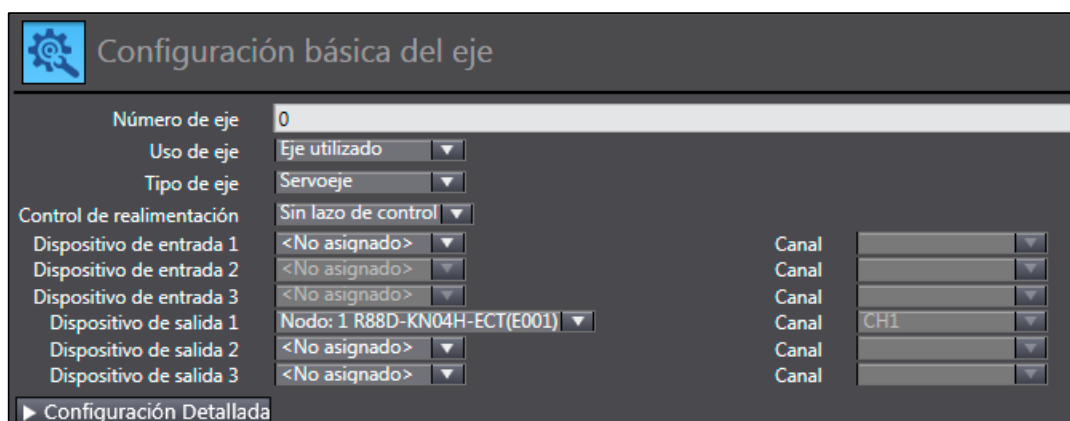 Configuración básica del eje
Número de eje 0
Uso de eje Eje utilizado
Tipo de eje Servoeje
Control de realimentación Sin lazo de control
Dispositivo de entrada 1 <No asignado> Canal
Dispositivo de entrada 2 <No asignado> Canal
Dispositivo de entrada 3 <No asignado> Canal
Dispositivo de salida 1 Nodo: 1 R88D-KN04H-ECT(E001) Canal CH1
Dispositivo de salida 2 <No asignado> Canal
Dispositivo de salida 3 <No asignado> Canal
Configuración Detallada